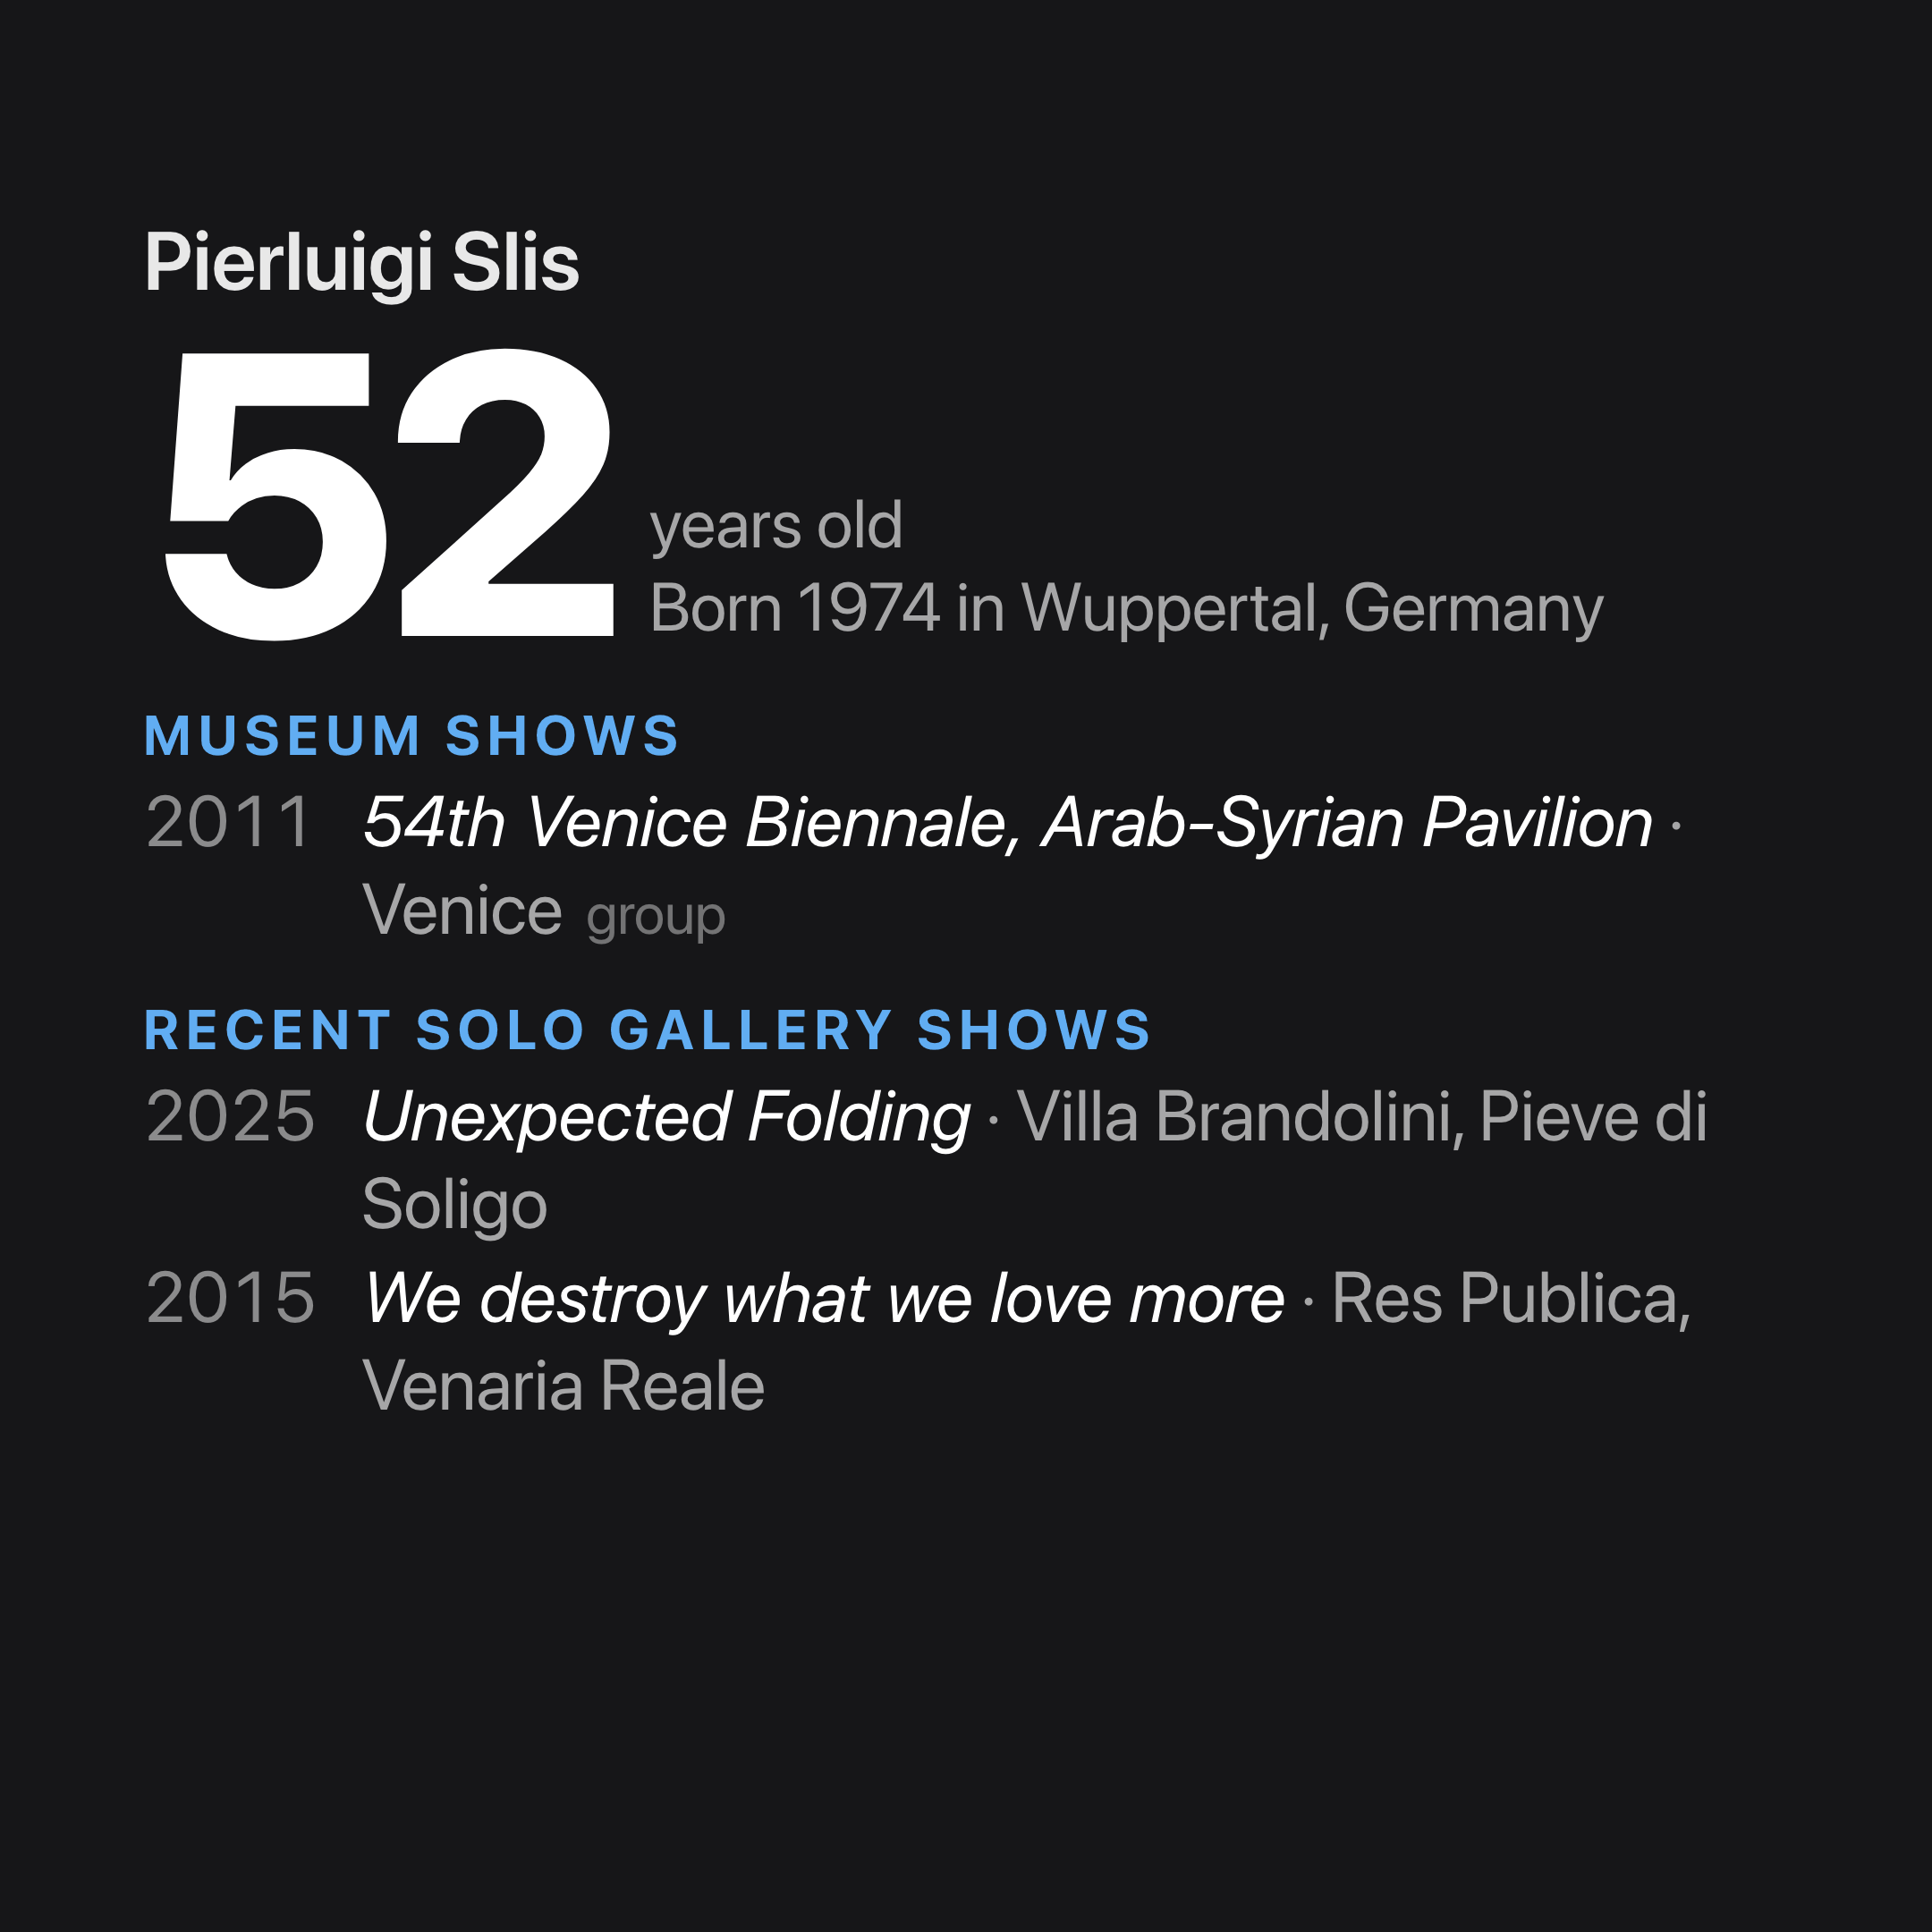 Pierluigi Slis
52 years old
Born 1974 in Wuppertal, Germany
MUSEUM SHOWS
2011 54th Venice Biennale, Arab-Syrian Pavilion ·
Venice group
RECENT SOLO GALLERY SHOWS
2025 Unexpected Folding · Villa Brandolini, Pieve di
Soligo
2015 We destroy what we love more · Res Publica,
Venaria Reale